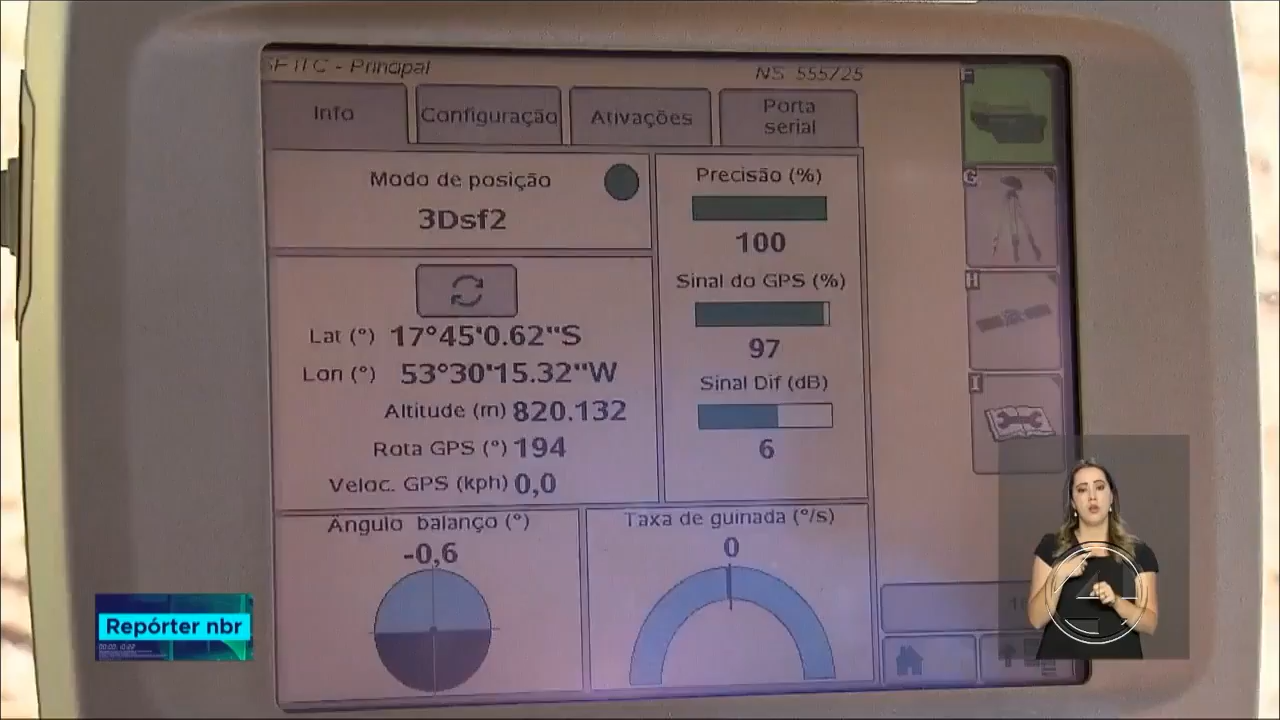 - Principal
NS 555725
Info
Configuração
Ativações
Porta
serial
Modo de posição
3Dsf2
Precisão (%)
100
Sinal do GPS (%)
97
Sinal Dif (dB)
6
Lat (°) 17°45'0.62"S
Lon (°) 53°30'15.32"W
Altitude (m) 820.132
Rota GPS (°) 194
Veloc. GPS (kph) 0,0
Ângulo balanço (°)
-0,6
Taxa de guinada (°/s)
0
F
G
H
I
Repórter nbr